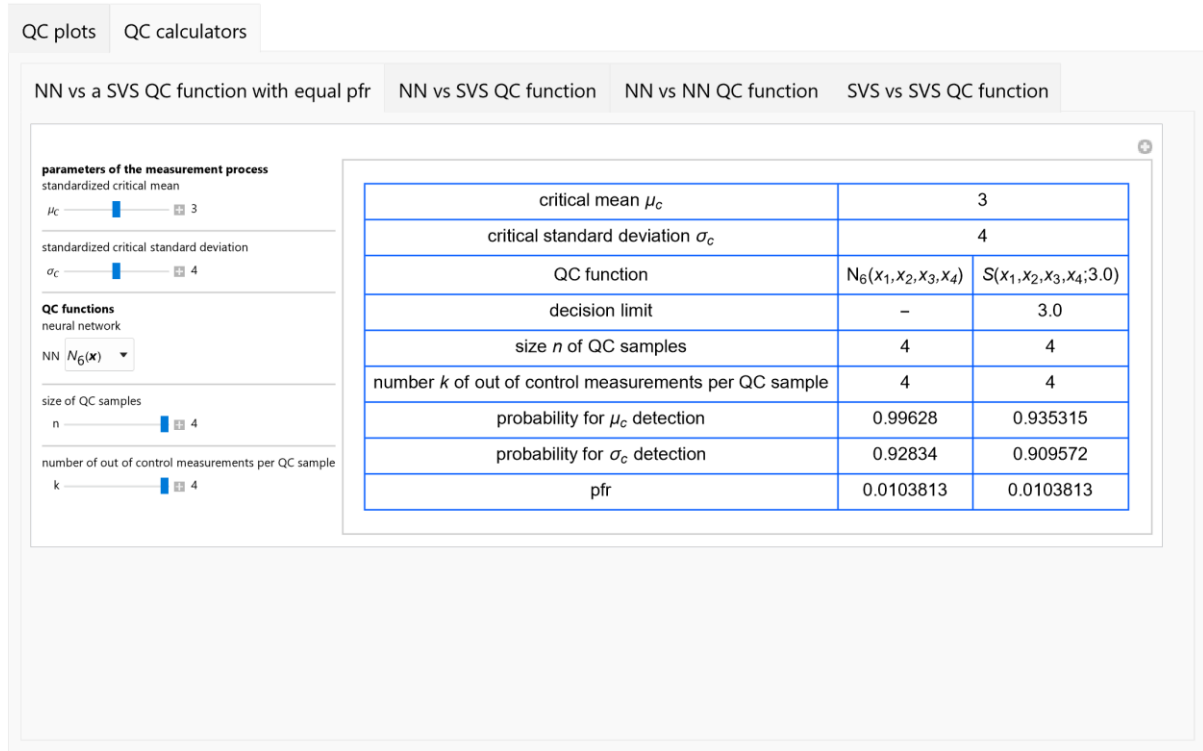 QC plots QC calculators
NN vs a SVS QC function with equal pfr NN vs SVS QC function NN vs NN QC function SVS vs SVS QC function
parameters of the measurement process
standardized critical mean
μc 3
standardized critical standard deviation
σc 4
QC functions
neural network
NN N6(x)
size of QC samples
n 4
number of out of control measurements per QC sample
k 4
critical mean μc 3
critical standard deviation σc 4
QC function N6(x1,x2,x3,x4) S(x1,x2,x3,x4;3.0)
decision limit – 3.0
size n of QC samples 4 4
number k of out of control measurements per QC sample 4 4
probability for μc detection 0.99628 0.935315
probability for σc detection 0.92834 0.909572
pfr 0.0103813 0.0103813